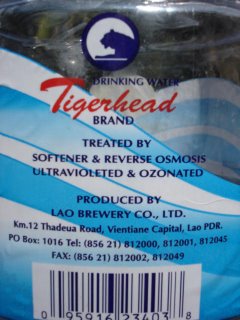 DRINKING WATER
Tigerhead
BRAND
TREATED BY
SOFTENER & REVERSE OSMOSIS
ULTRAVIOLETED & OZONATED
PRODUCED BY
LAO BREWERY CO., LTD.
Km.12 Thadeua Road, Vientiane Capital, Lao PDR.
PO Box: 1016 Tel: (856 21) 812000, 812001, 812045
FAX: (856 21) 812002, 812049
0 95916 23403 8